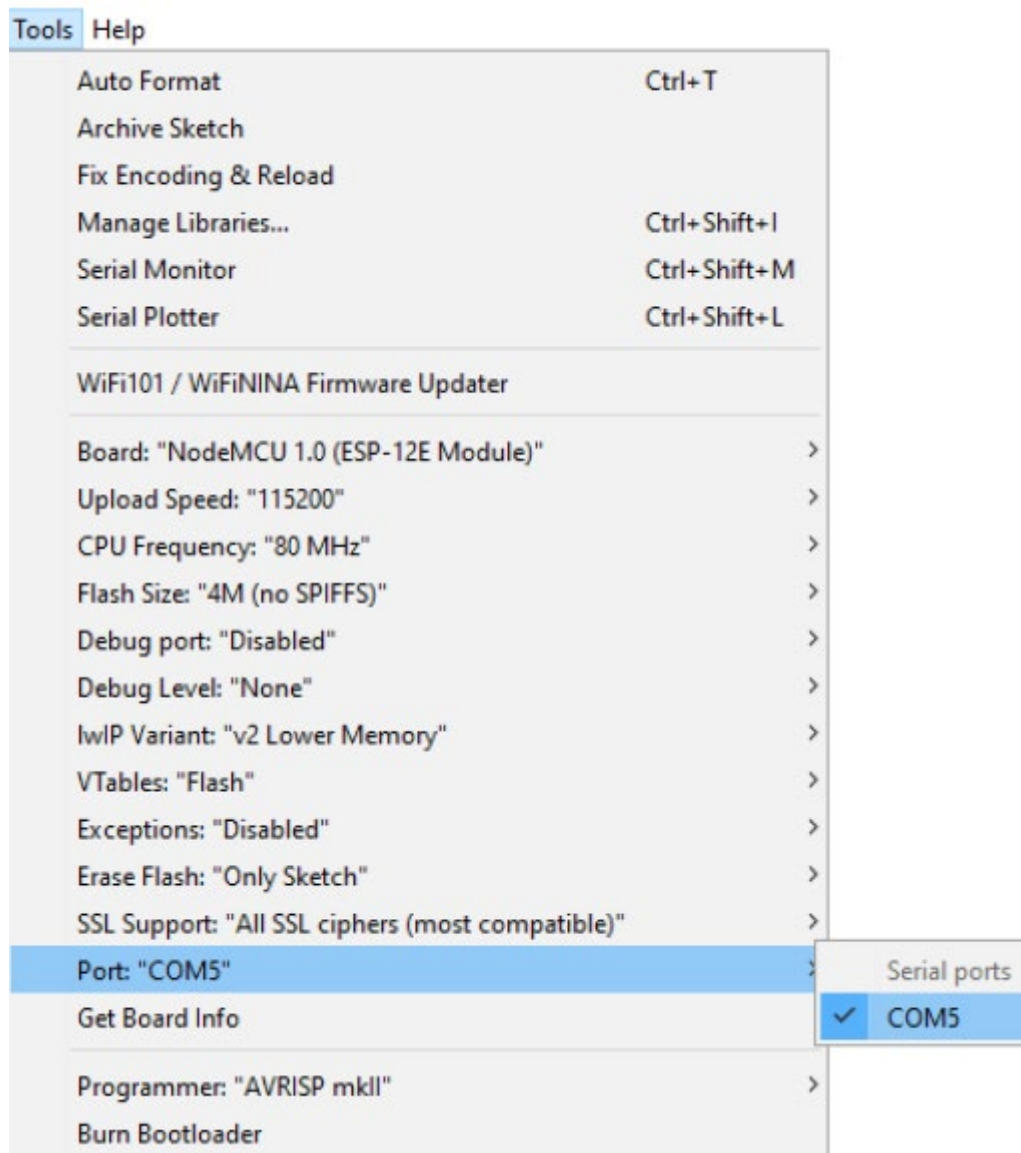 Tools Help
Auto Format Ctrl+T
Archive Sketch
Fix Encoding & Reload
Manage Libraries... Ctrl+Shift+I
Serial Monitor Ctrl+Shift+M
Serial Plotter Ctrl+Shift+L
WiFi101 / WiFiNINA Firmware Updater
Board: "NodeMCU 1.0 (ESP-12E Module)"
Upload Speed: "115200"
CPU Frequency: "80 MHz"
Flash Size: "4M (no SPIFFS)"
Debug port: "Disabled"
Debug Level: "None"
lwIP Variant: "v2 Lower Memory"
VTables: "Flash"
Exceptions: "Disabled"
Erase Flash: "Only Sketch"
SSL Support: "All SSL ciphers (most compatible)"
Port: "COM5" Serial ports
Get Board Info COM5
Programmer: "AVRISP mkII"
Burn Bootloader